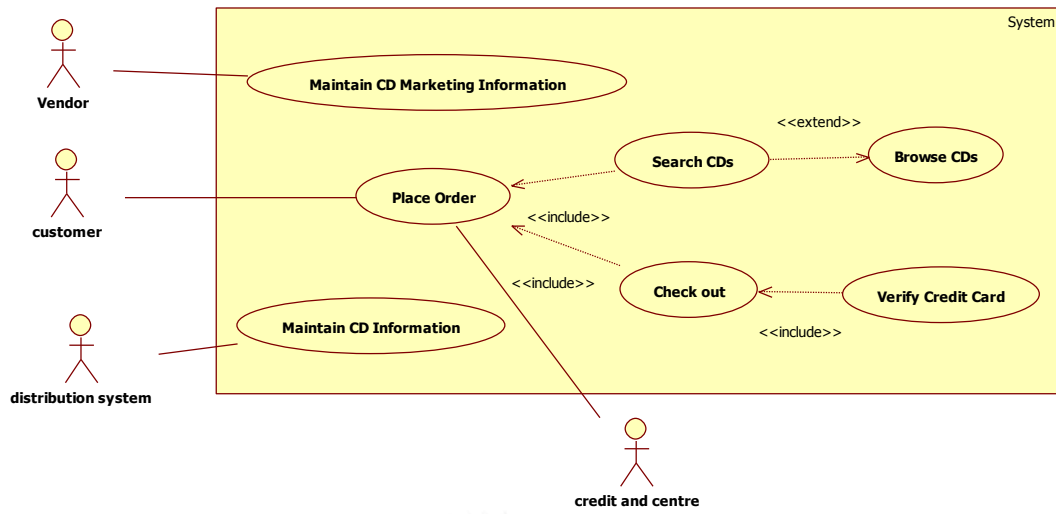 System
Maintain CD Marketing Information
Vendor
<<extend>>
Search CDs
Browse CDs
Place Order
<<include>>
customer
<<include>>
Check out
Verify Credit Card
Maintain CD Information
<<include>>
distribution system
credit and centre